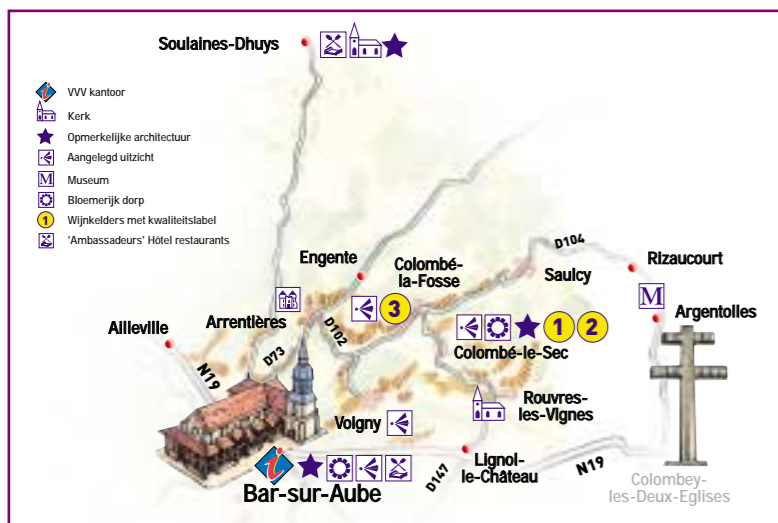 Soulaines-Dhuys
i VVV kantoor
Kerk
Opmerkelijke architectuur
Aangelegd uitzicht
M Museum
Bloemerijk dorp
1 Wijnkelders met kwaliteitslabel
'Ambassadeurs' Hôtel restaurants
D104
Engente
Colombé-
la-Fosse
Saulcy
Rizaucourt
M
Argentolles
3
Arrentières
D102
Ailleville
D73
N19
1 2
Colombé-le-Sec
Rouvres-
les-Vignes
Voigny
Lignol-
le-Château
N19
D147
i
Bar-sur-Aube
Colombey-
les-Deux-Eglises